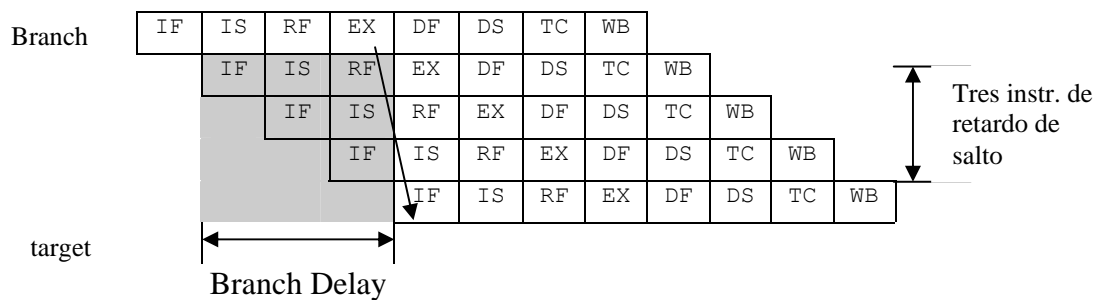 Branch IF IS RF EX DF DS TC WB
IF IS RF EX DF DS TC WB
IF IS RF EX DF DS TC WB
IF IS RF EX DF DS TC WB
IF IS RF EX DF DS TC WB
Tres instr. de
retardo de
salto
target
Branch Delay